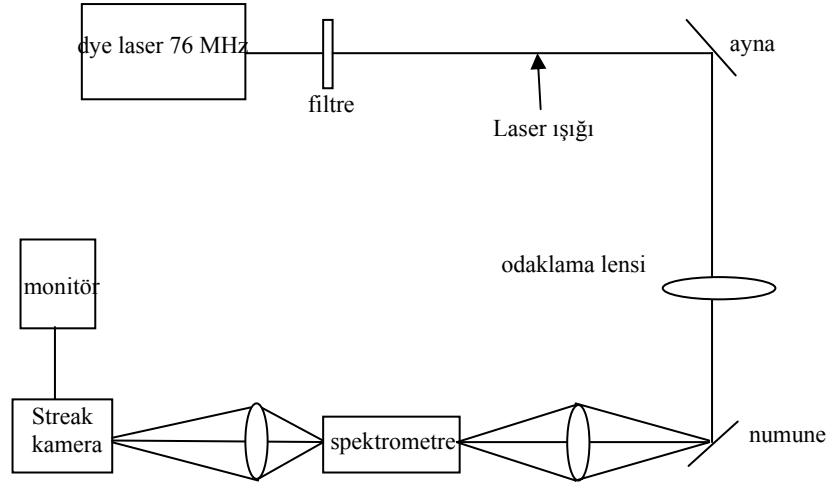 dye laser 76 MHz
ayna
filtre
Laser ışığı
odaklama lensi
monitör
Streak
kamera
spektrometre
numune